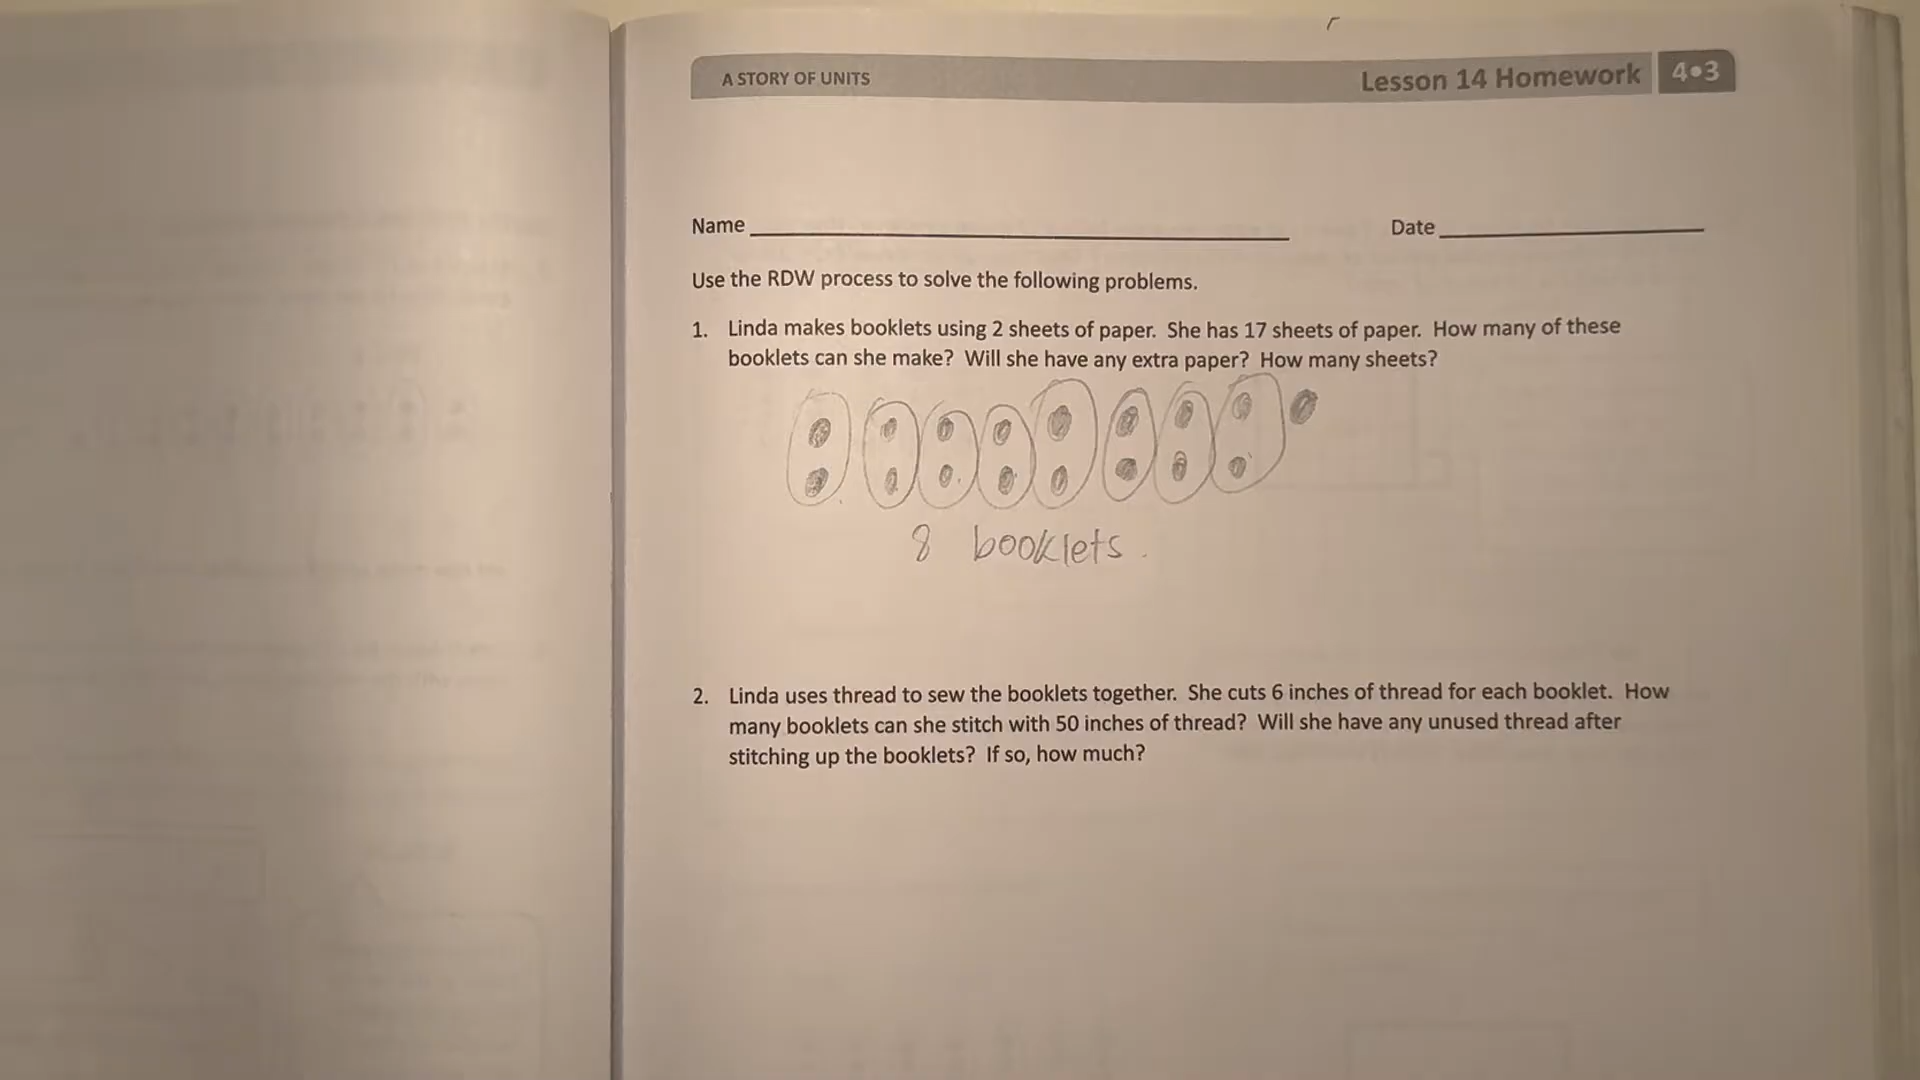 A STORY OF UNITS
Lesson 14 Homework 4•3
Name Date
Use the RDW process to solve the following problems.
1. Linda makes booklets using 2 sheets of paper. She has 17 sheets of paper. How many of these
booklets can she make? Will she have any extra paper? How many sheets?
8 booklets.
2. Linda uses thread to sew the booklets together. She cuts 6 inches of thread for each booklet. How
many booklets can she stitch with 50 inches of thread? Will she have any unused thread after
stitching up the booklets? If so, how much?